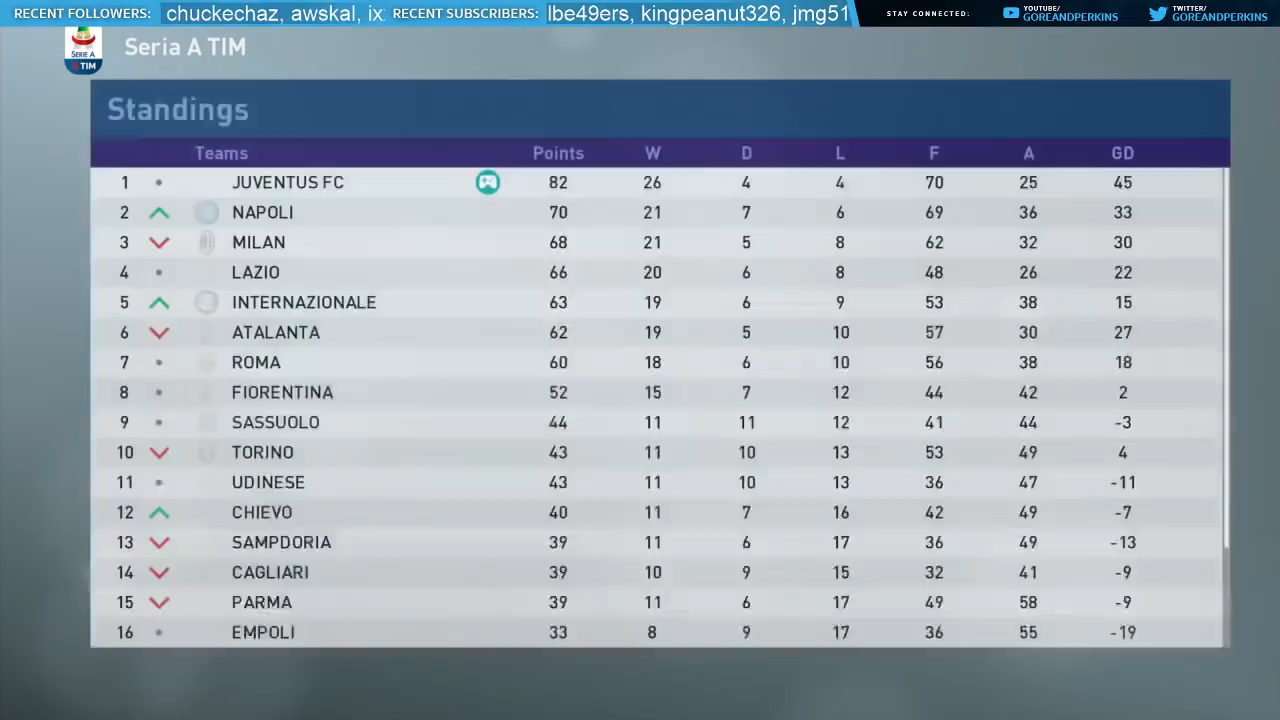 RECENT FOLLOWERS: chuckechaz, awskal, ix RECENT SUBSCRIBERS: lbe49ers, kingpeanut326, jmg51 STAY CONNECTED: YOUTUBE/ GOREANDPERKINS TWITTER/ GOREANDPERKINS
SERIE A TIM Seria A TIM
Standings
Teams Points W D L F A GD
1 JUVENTUS FC 82 26 4 4 70 25 45
2 NAPOLI 70 21 7 6 69 36 33
3 MILAN 68 21 5 8 62 32 30
4 LAZIO 66 20 6 8 48 26 22
5 INTERNAZIONALE 63 19 6 9 53 38 15
6 ATALANTA 62 19 5 10 57 30 27
7 ROMA 60 18 6 10 56 38 18
8 FIORENTINA 52 15 7 12 44 42 2
9 SASSUOLO 44 11 11 12 41 44 -3
10 TORINO 43 11 10 13 53 49 4
11 UDINESE 43 11 10 13 36 47 -11
12 CHIEVO 40 11 7 16 42 49 -7
13 SAMPDORIA 39 11 6 17 36 49 -13
14 CAGLIARI 39 10 9 15 32 41 -9
15 PARMA 39 11 6 17 49 58 -9
16 EMPOLI 33 8 9 17 36 55 -19